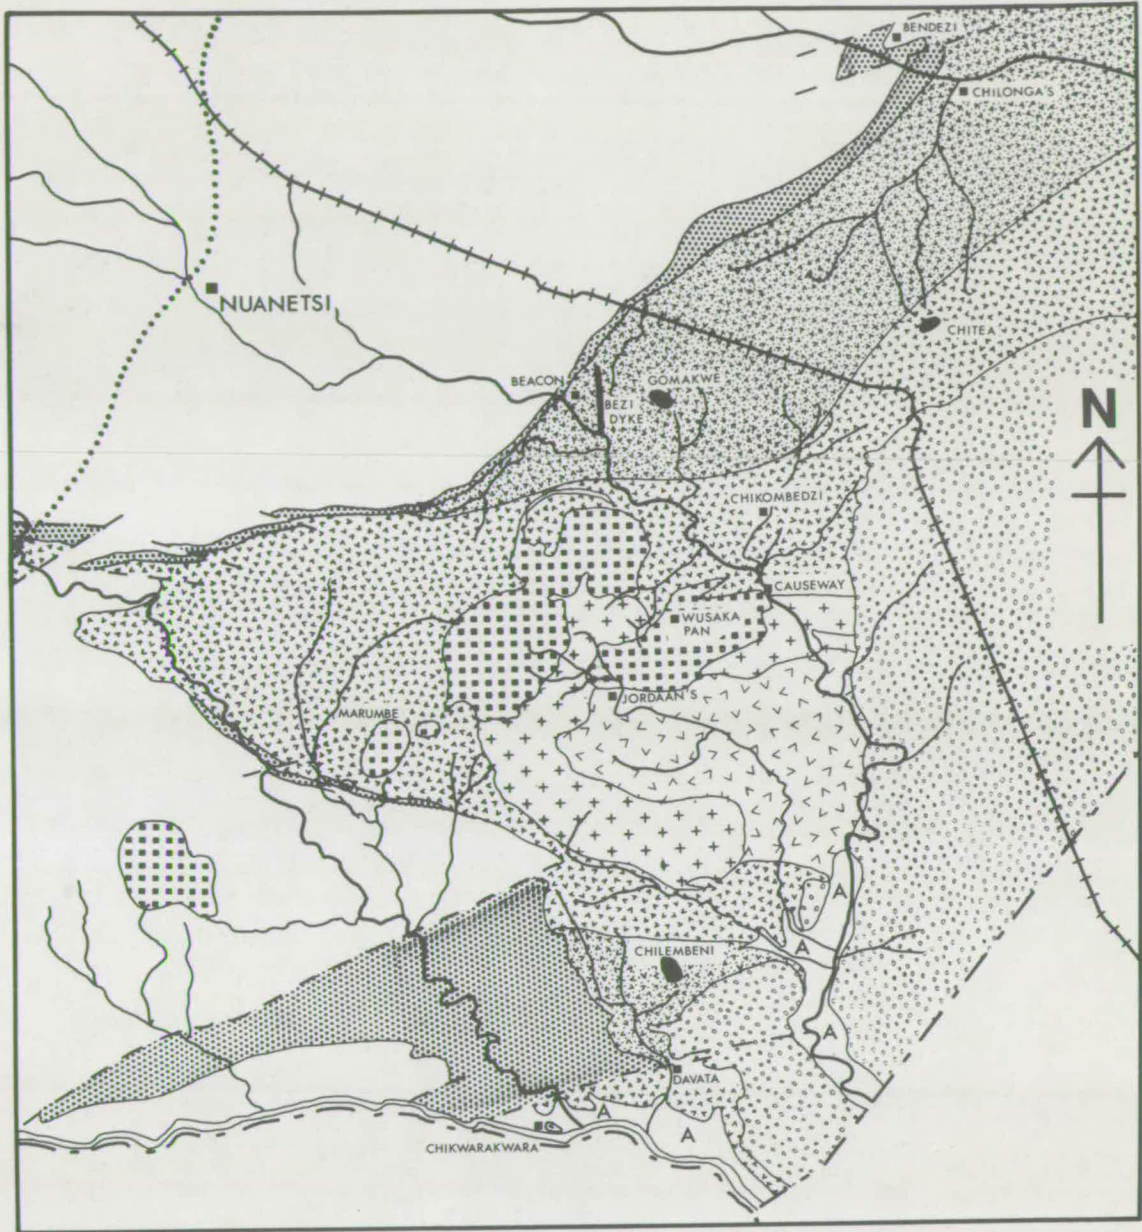 BENDEZI
CHILONGA'S
NUANETSI
CHITEA
BEACON
GOMAKWE
BEZI
DYKE
N
CHIKOMBEDZI
CAUSEWAY
WUSAKA
PAN
JORDAAN'S
MARUMBE
A
CHILEMBENI
A
A
DAVATA
A
A
CHIKWARAKWARA